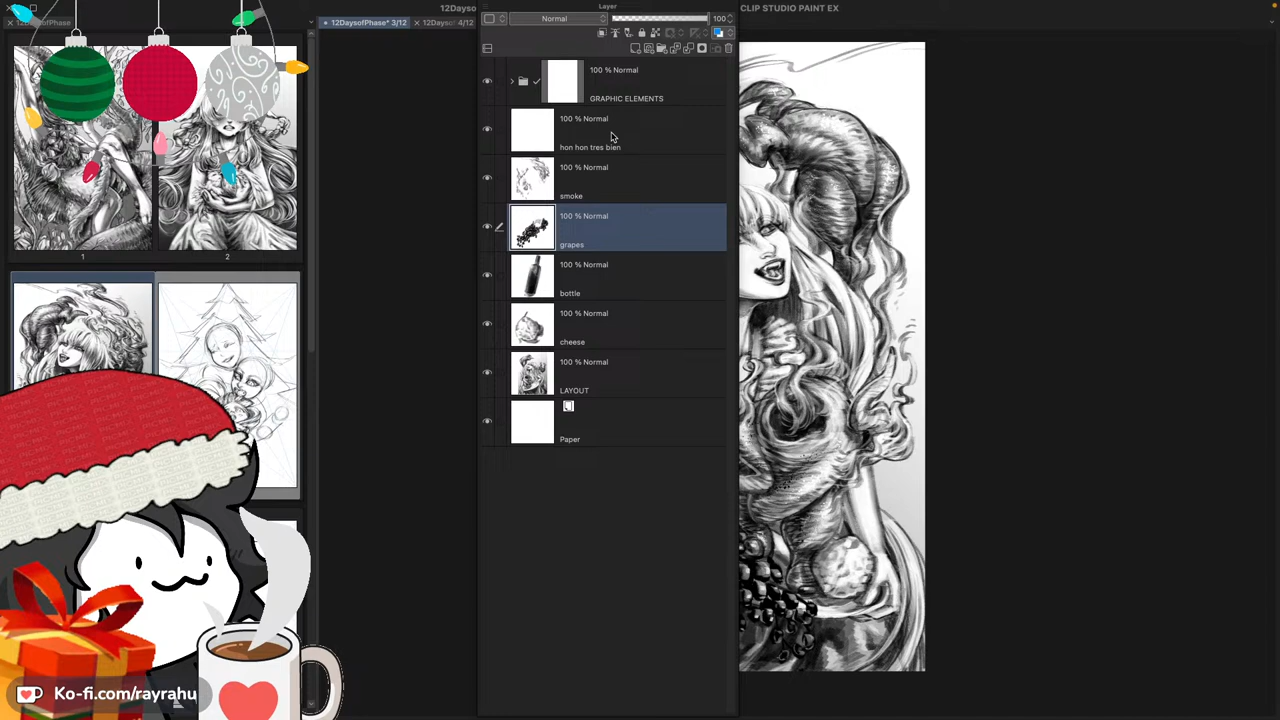 12Days
Layer
CLIP STUDIO PAINT EX
12DaysofPhase
12DaysofPhase* 3/12
12Days
4/12
Normal
100
100 % Normal
GRAPHIC ELEMENTS
100 % Normal
hon hon tres bien
100 % Normal
smoke
100 % Normal
grapes
100 % Normal
bottle
100 % Normal
cheese
100 % Normal
LAYOUT
Paper
1
2
Ko-fi.com/rayrahu